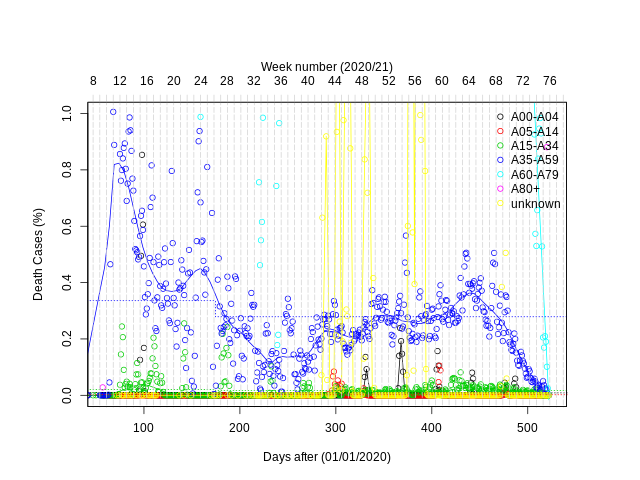 Week number (2020/21)
8 12 16 20 24 28 32 36 40 44 48 52 56 60 64 68 72 76
Death Cases (%)
1.0
0.8
0.6
0.4
0.2
0.0
A00-A04
A05-A14
A15-A34
A35-A59
A60-A79
A80+
unknown
100 200 300 400 500
Days after (01/01/2020)